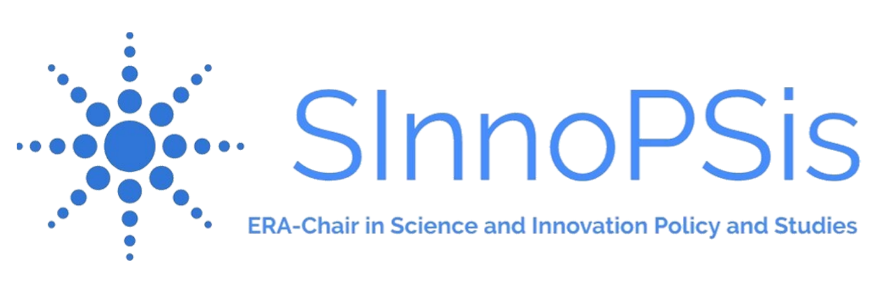 SInnoPSis
ERA-Chair in Science and Innovation Policy and Studies